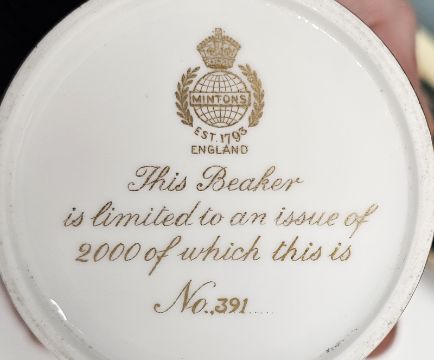 MINTONS
EST. 1793
ENGLAND
This Beaker
is limited to an issue of
2000 of which this is
No. 391